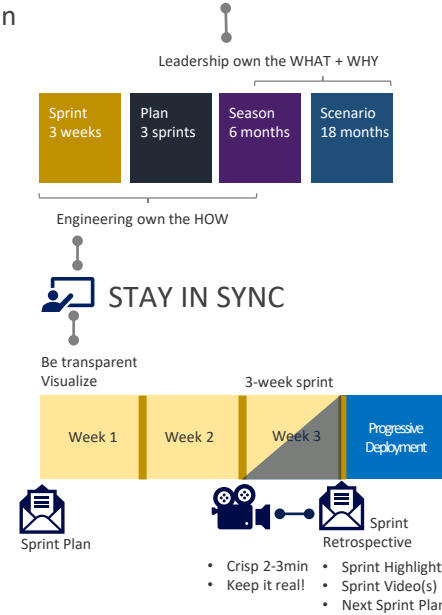 n
Leadership own the WHAT + WHY
Sprint
3 weeks
Plan
3 sprints
Season
6 months
Scenario
18 months
Engineering own the HOW
STAY IN SYNC
Be transparent
Visualize
3-week sprint
Week 1
Week 2
Week 3
Progressive
Deployment
Sprint Plan
Sprint
Retrospective
• Crisp 2-3min
• Keep it real!
• Sprint Highlight
• Sprint Video(s)
• Next Sprint Plan